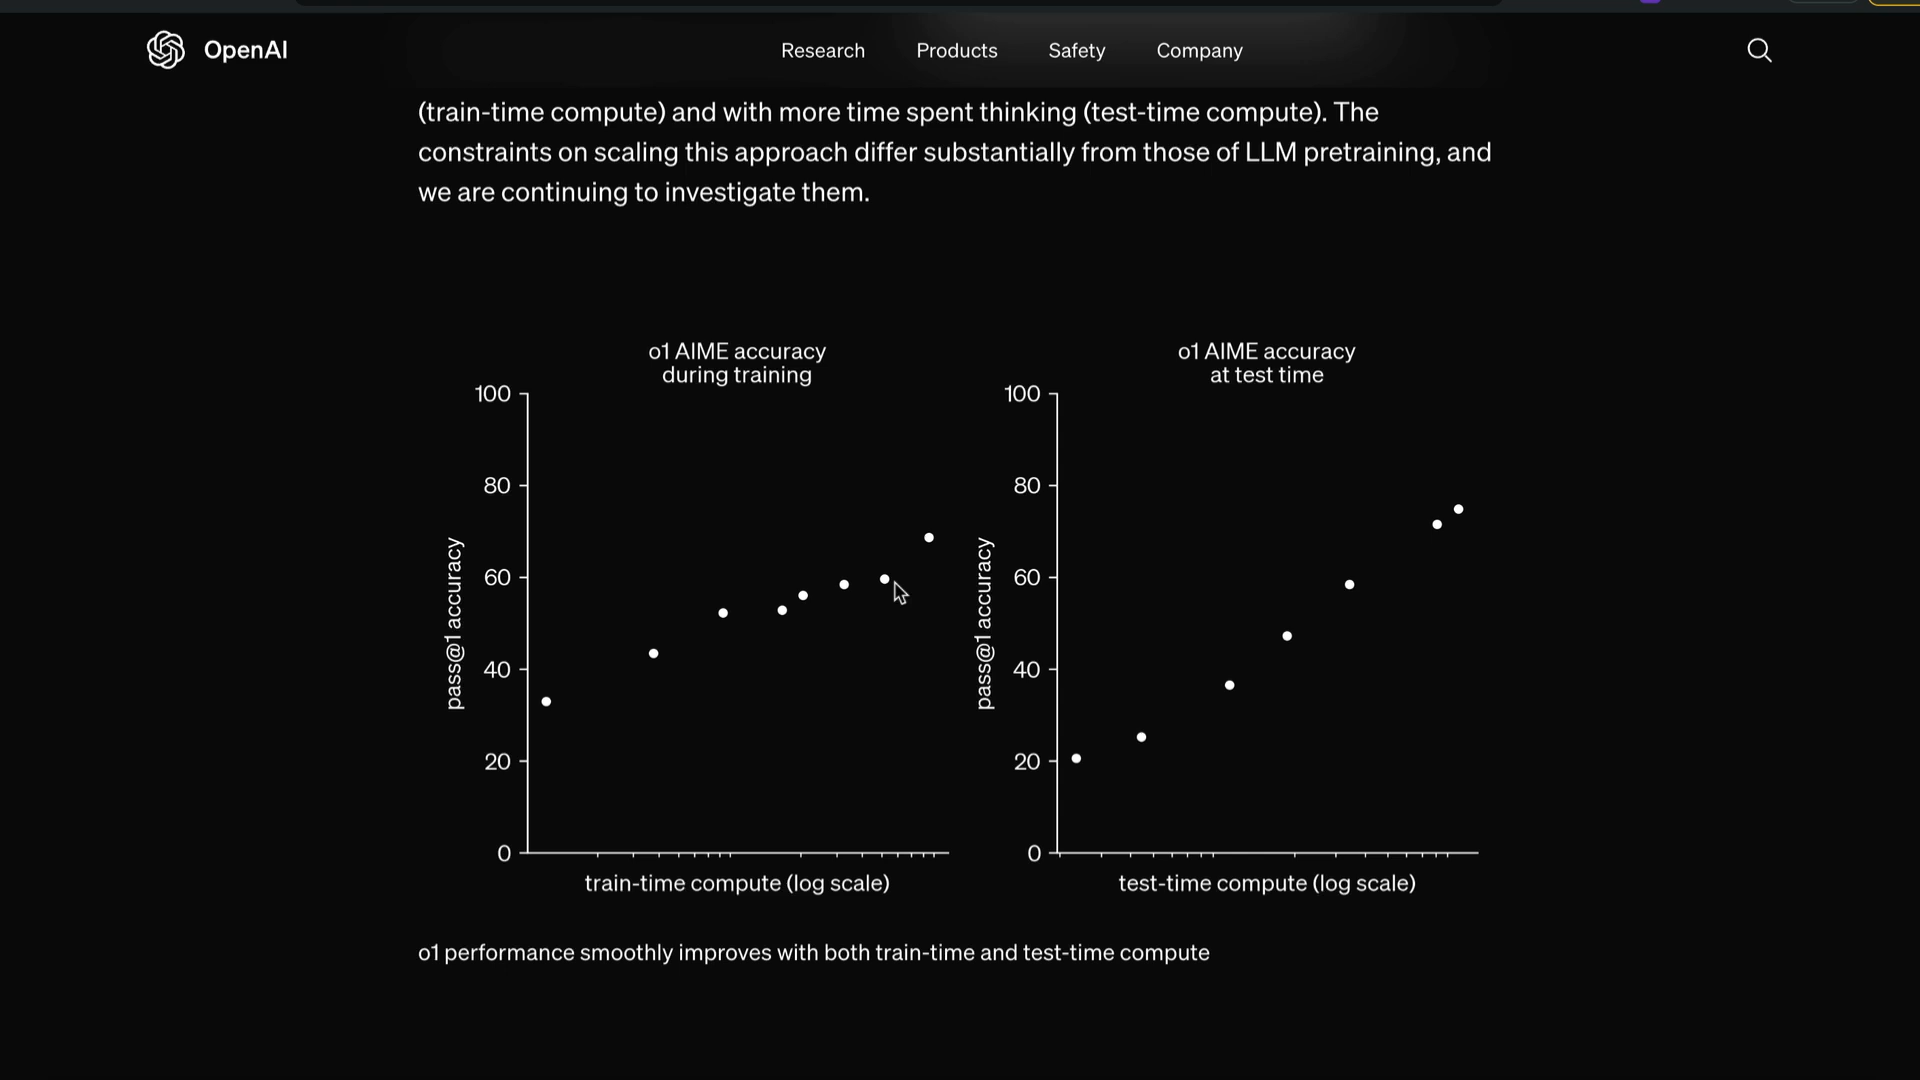 OpenAI
Research Products Safety Company
(train-time compute) and with more time spent thinking (test-time compute). The
constraints on scaling this approach differ substantially from those of LLM pretraining, and
we are continuing to investigate them.
o1 AIME accuracy
during training
100
80
60
40
20
0
pass@1 accuracy
train-time compute (log scale)
o1 AIME accuracy
at test time
100
80
60
40
20
0
pass@1 accuracy
test-time compute (log scale)
o1 performance smoothly improves with both train-time and test-time compute